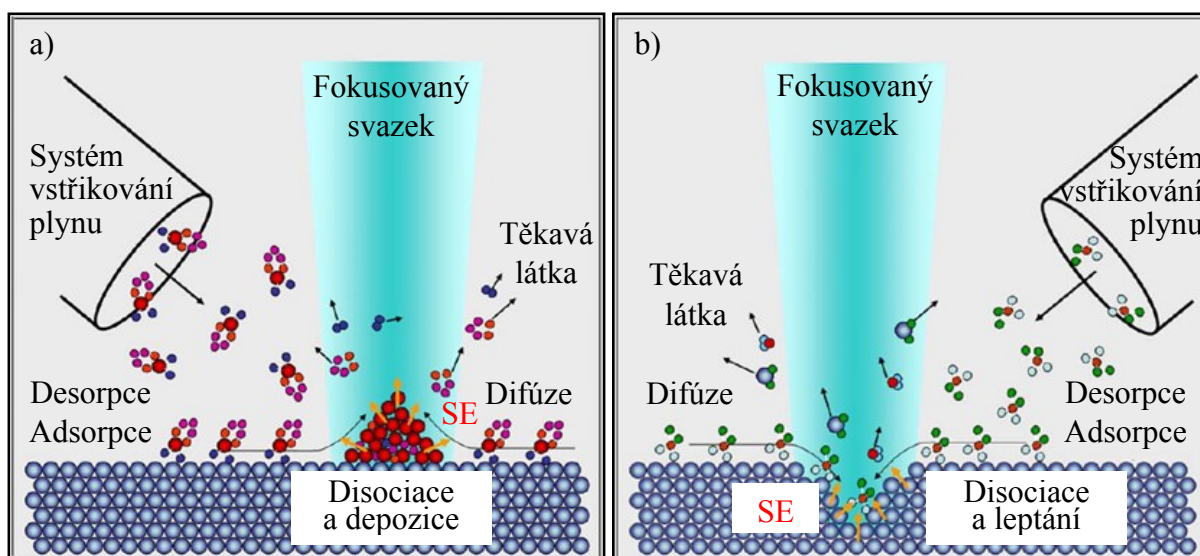 a)
Fokusovaný
svazek
Systém
vstřikování
plynu
Těkavá
látka
Desorpce
Adsorpce
Difúze
SE
Disociace
a depozice
b)
Fokusovaný
svazek
Systém
vstřikování
plynu
Těkavá
látka
Difúze
Desorpce
Adsorpce
SE
Disociace
a leptání